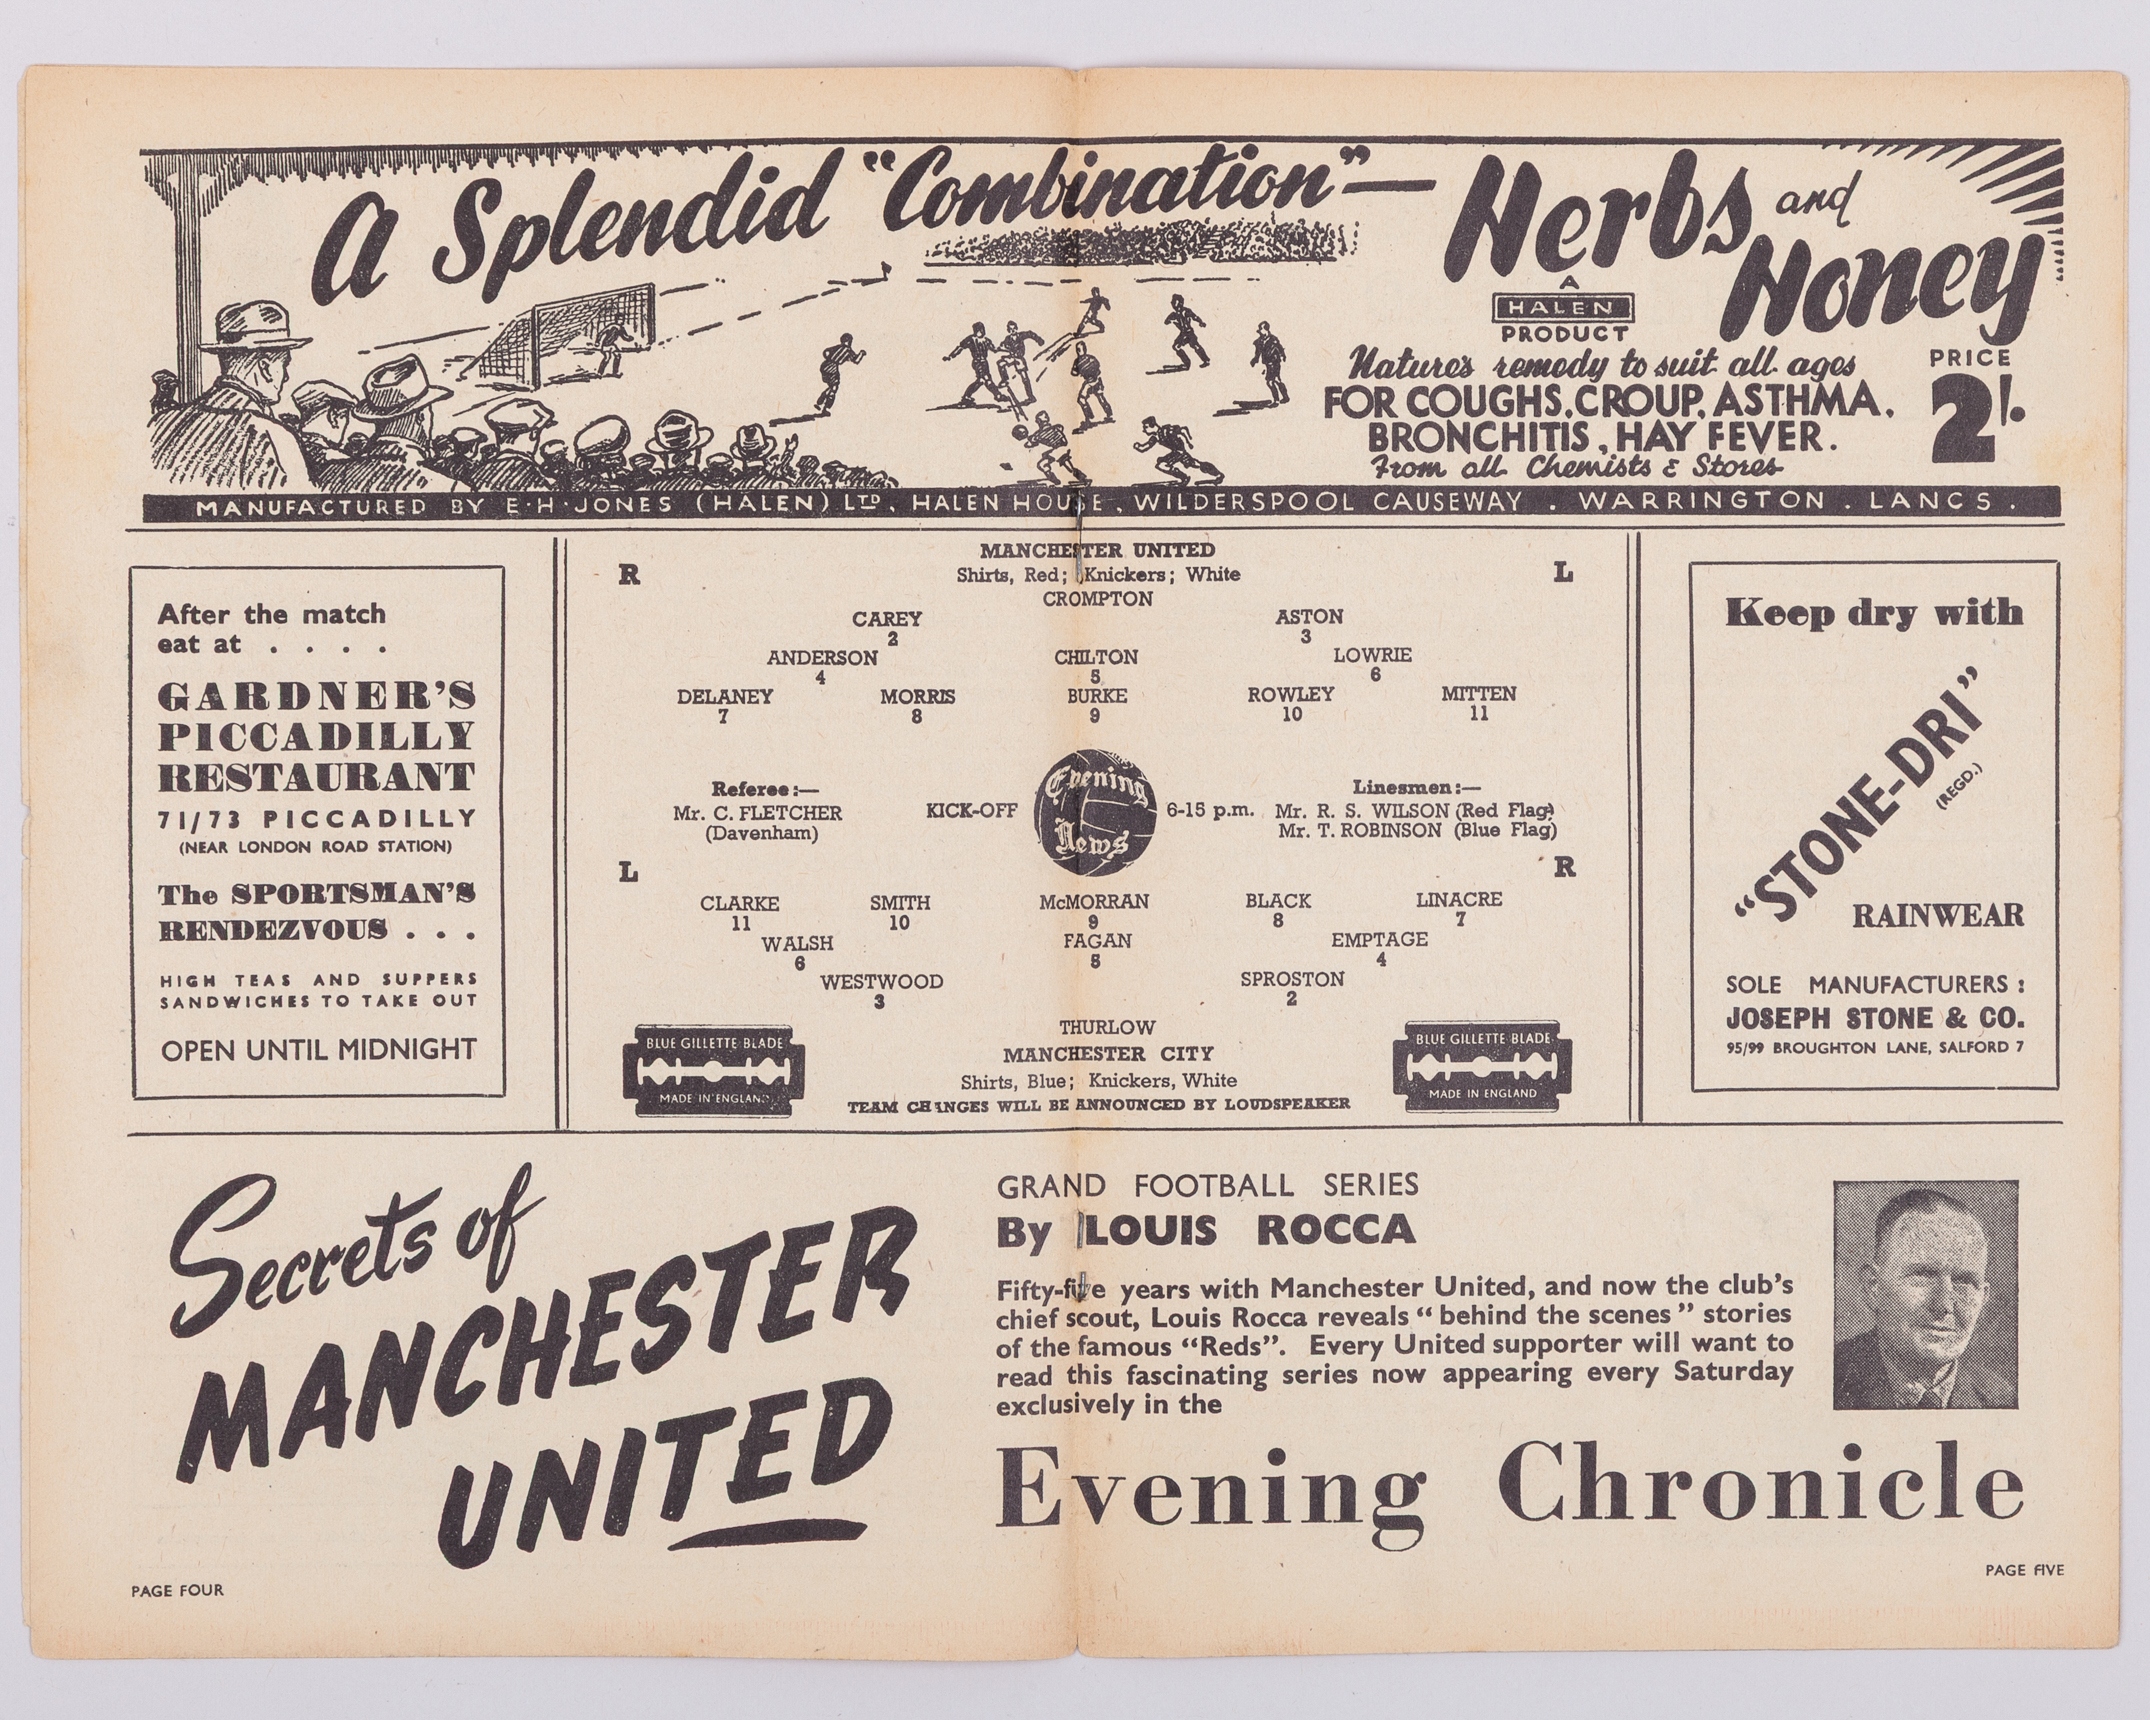 A Splendid "Combination"— Herbs and Honey
A
HALEN
PRODUCT
Nature's remedy to suit all ages
FOR COUGHS, CROUP, ASTHMA,
BRONCHITIS, HAY FEVER.
From all Chemists & Stores
PRICE
2/-
MANUFACTURED BY E·H·JONES (HALEN) LTD, HALEN HOUSE, WILDERSPOOL CAUSEWAY . WARRINGTON . LANCS .
After the match
eat at . . . .
GARDNER'S
PICCADILLY
RESTAURANT
71/73 PICCADILLY
(NEAR LONDON ROAD STATION)
The SPORTSMAN'S
RENDEZVOUS . . .
HIGH TEAS AND SUPPERS
SANDWICHES TO TAKE OUT
OPEN UNTIL MIDNIGHT
MANCHESTER UNITED
R L
Shirts, Red; Knickers; White
CROMPTON
CAREY ASTON
2 3
ANDERSON CHILTON LOWRIE
4 5 6
DELANEY MORRIS BURKE ROWLEY MITTEN
7 8 9 10 11
Referee:— Linesmen:—
Mr. C. FLETCHER KICK-OFF Evening News 6-15 p.m. Mr. R. S. WILSON (Red Flag)
(Davenham) Mr. T. ROBINSON (Blue Flag)
L R
CLARKE SMITH McMORRAN BLACK LINACRE
11 10 9 8 7
WALSH FAGAN EMPTAGE
6 5 4
WESTWOOD SPROSTON
3 2
THURLOW
MANCHESTER CITY
Shirts, Blue; Knickers, White
TEAM CHANGES WILL BE ANNOUNCED BY LOUDSPEAKER
BLUE GILLETTE BLADE
MADE IN ENGLAND
BLUE GILLETTE BLADE
MADE IN ENGLAND
Keep dry with
"STONE-DRI"
(REGD.)
RAINWEAR
SOLE MANUFACTURERS :
JOSEPH STONE & CO.
95/99 BROUGHTON LANE, SALFORD 7
Secrets of
MANCHESTER
UNITED
GRAND FOOTBALL SERIES
By LOUIS ROCCA
Fifty-five years with Manchester United, and now the club's
chief scout, Louis Rocca reveals "behind the scenes" stories
of the famous "Reds". Every United supporter will want to
read this fascinating series now appearing every Saturday
exclusively in the
Evening Chronicle
PAGE FOUR
PAGE FIVE